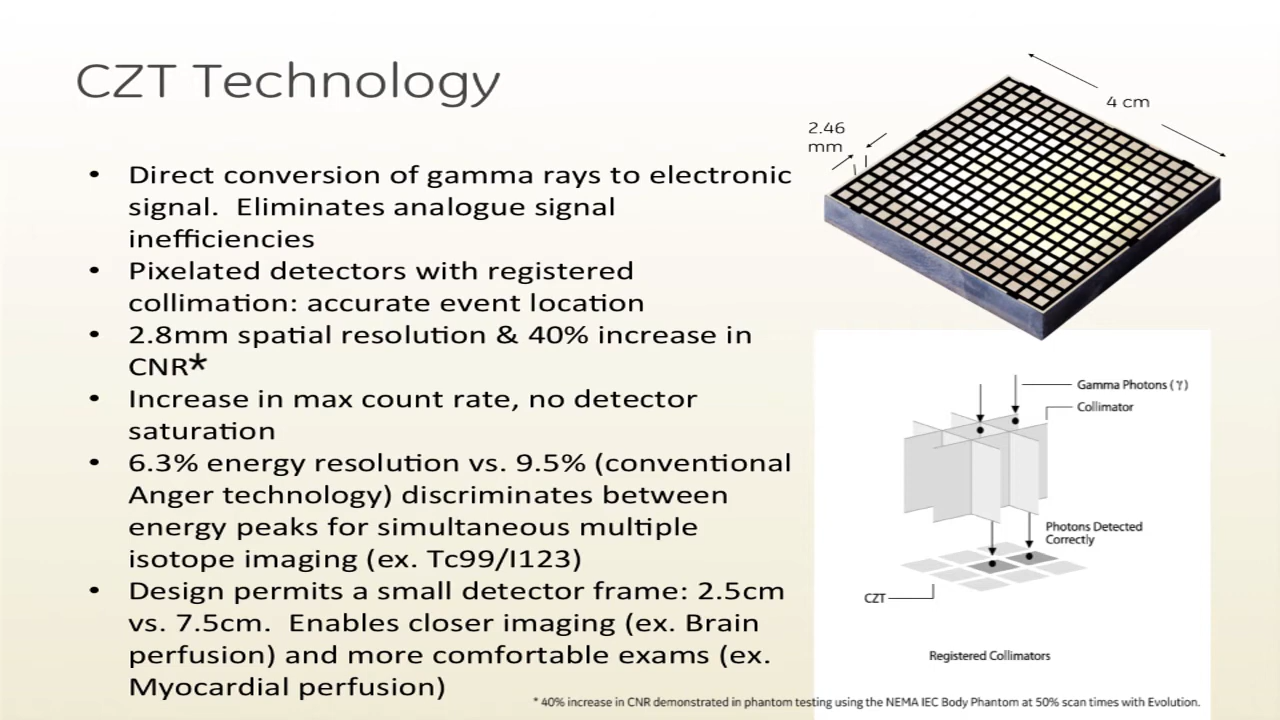 CZT Technology
4 cm
2.46
mm
• Direct conversion of gamma rays to electronic
signal.  Eliminates analogue signal
inefficiencies
• Pixelated detectors with registered
collimation: accurate event location
• 2.8mm spatial resolution & 40% increase in
CNR*
• Increase in max count rate, no detector
saturation
• 6.3% energy resolution vs. 9.5% (conventional
Anger technology) discriminates between
energy peaks for simultaneous multiple
isotope imaging (ex. Tc99/I123)
• Design permits a small detector frame: 2.5cm
vs. 7.5cm.  Enables closer imaging (ex. Brain
perfusion) and more comfortable exams (ex.
Myocardial perfusion)
Gamma Photons (γ)
Collimator
Photons Detected
Correctly
CZT
Registered Collimators
* 40% increase in CNR demonstrated in phantom testing using the NEMA IEC Body Phantom at 50% scan times with Evolution.